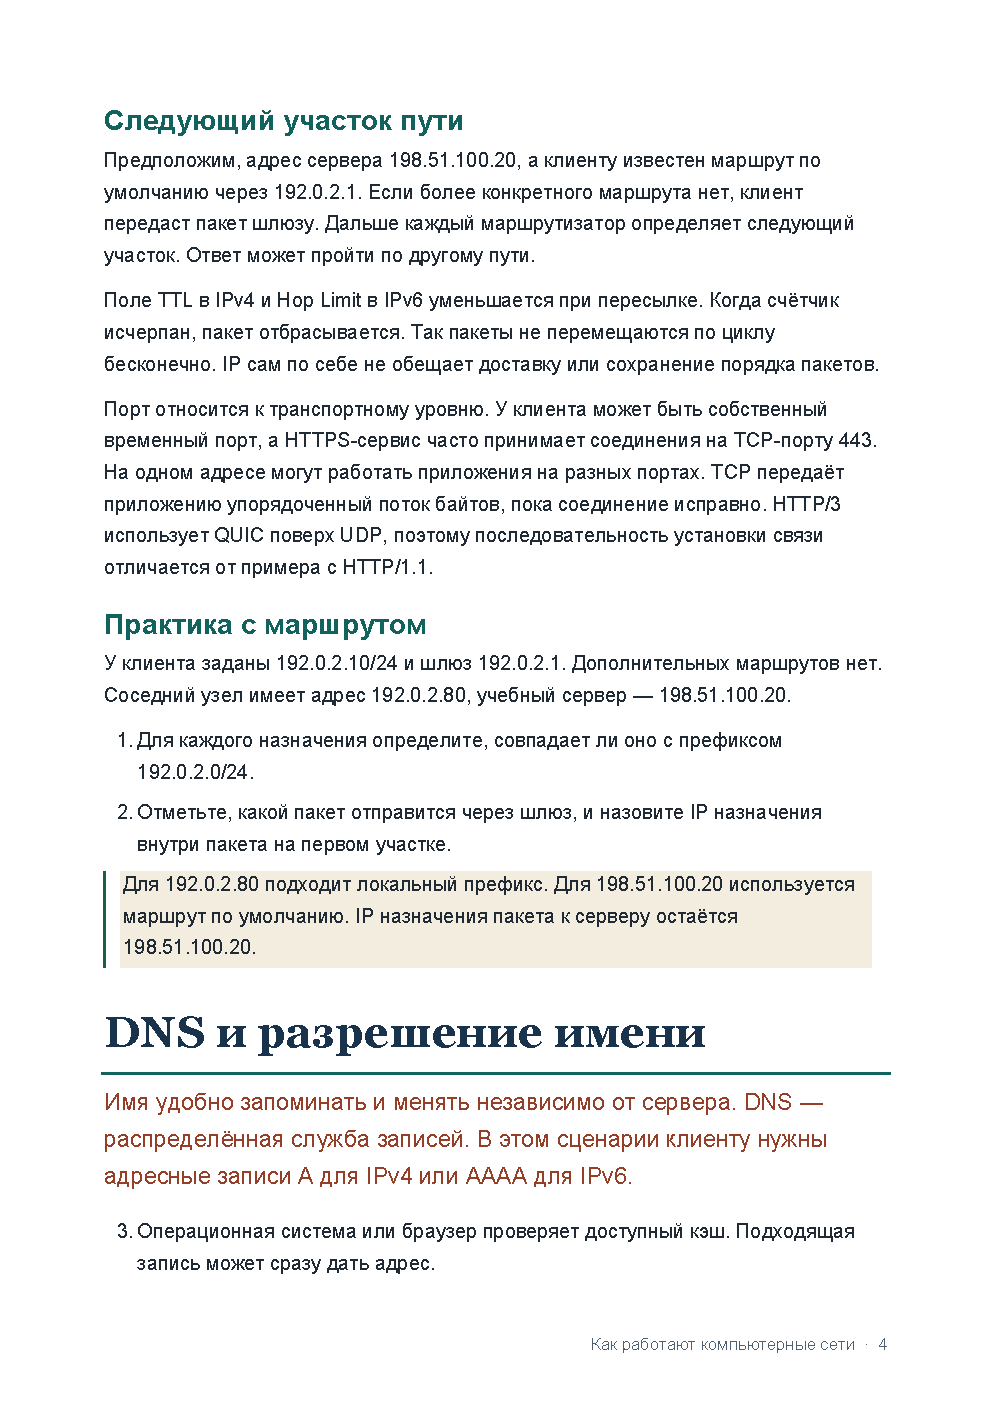 Следующий участок пути
Предположим, адрес сервера 198.51.100.20, а клиенту известен маршрут по
умолчанию через 192.0.2.1. Если более конкретного маршрута нет, клиент
передаст пакет шлюзу. Дальше каждый маршрутизатор определяет следующий
участок. Ответ может пройти по другому пути.
Поле TTL в IPv4 и Hop Limit в IPv6 уменьшается при пересылке. Когда счётчик
исчерпан, пакет отбрасывается. Так пакеты не перемещаются по циклу
бесконечно. IP сам по себе не обещает доставку или сохранение порядка пакетов.
Порт относится к транспортному уровню. У клиента может быть собственный
временный порт, а HTTPS-сервис часто принимает соединения на TCP-порту 443.
На одном адресе могут работать приложения на разных портах. TCP передаёт
приложению упорядоченный поток байтов, пока соединение исправно. HTTP/3
использует QUIC поверх UDP, поэтому последовательность установки связи
отличается от примера с HTTP/1.1.
Практика с маршрутом
У клиента заданы 192.0.2.10/24 и шлюз 192.0.2.1. Дополнительных маршрутов нет.
Соседний узел имеет адрес 192.0.2.80, учебный сервер — 198.51.100.20.
1. Для каждого назначения определите, совпадает ли оно с префиксом
192.0.2.0/24.
2. Отметьте, какой пакет отправится через шлюз, и назовите IP назначения
внутри пакета на первом участке.
Для 192.0.2.80 подходит локальный префикс. Для 198.51.100.20 используется
маршрут по умолчанию. IP назначения пакета к серверу остаётся
198.51.100.20.
DNS и разрешение имени
Имя удобно запоминать и менять независимо от сервера. DNS —
распределённая служба записей. В этом сценарии клиенту нужны
адресные записи A для IPv4 или AAAA для IPv6.
3. Операционная система или браузер проверяет доступный кэш. Подходящая
запись может сразу дать адрес.
Как работают компьютерные сети · 4